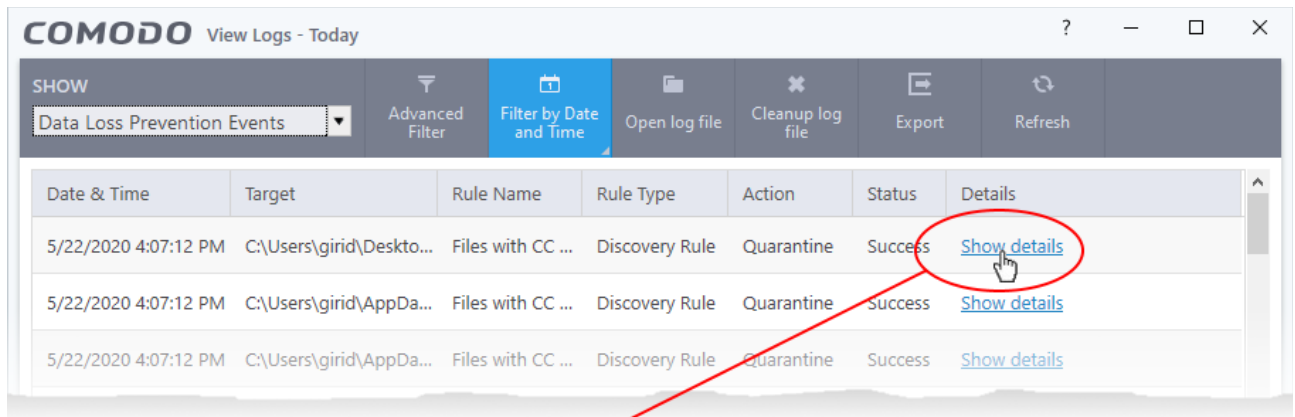 COMODO View Logs - Today ?
SHOW
Data Loss Prevention Events
Advanced
Filter
Filter by Date
and Time
Open log file
Cleanup log
file
Export
Refresh
Date & Time Target Rule Name Rule Type Action Status Details
5/22/2020 4:07:12 PM C:\Users\girid\Deskto... Files with CC ... Discovery Rule Quarantine Success Show details
5/22/2020 4:07:12 PM C:\Users\girid\AppDa... Files with CC ... Discovery Rule Quarantine Success Show details
5/22/2020 4:07:12 PM C:\Users\girid\AppDa... Files with CC ... Discovery Rule Quarantine Success Show details